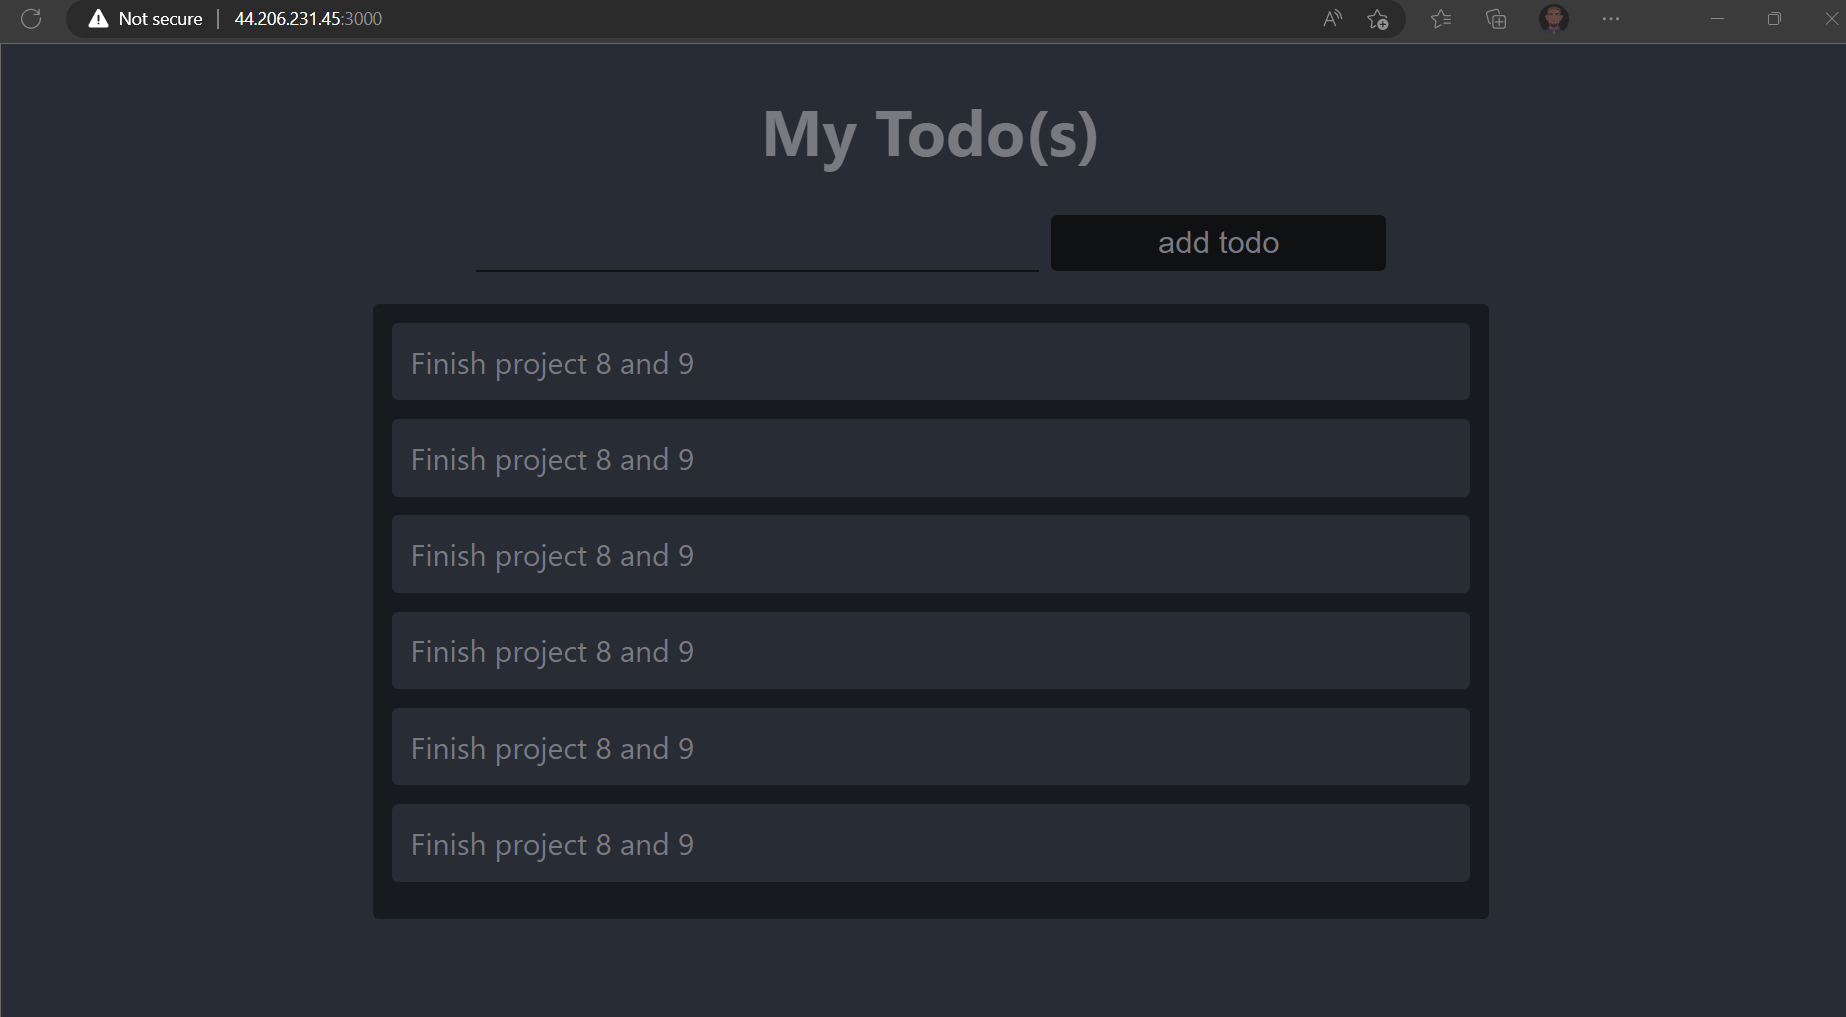 Not secure | 44.206.231.45:3000
My Todo(s)
add todo
Finish project 8 and 9
Finish project 8 and 9
Finish project 8 and 9
Finish project 8 and 9
Finish project 8 and 9
Finish project 8 and 9